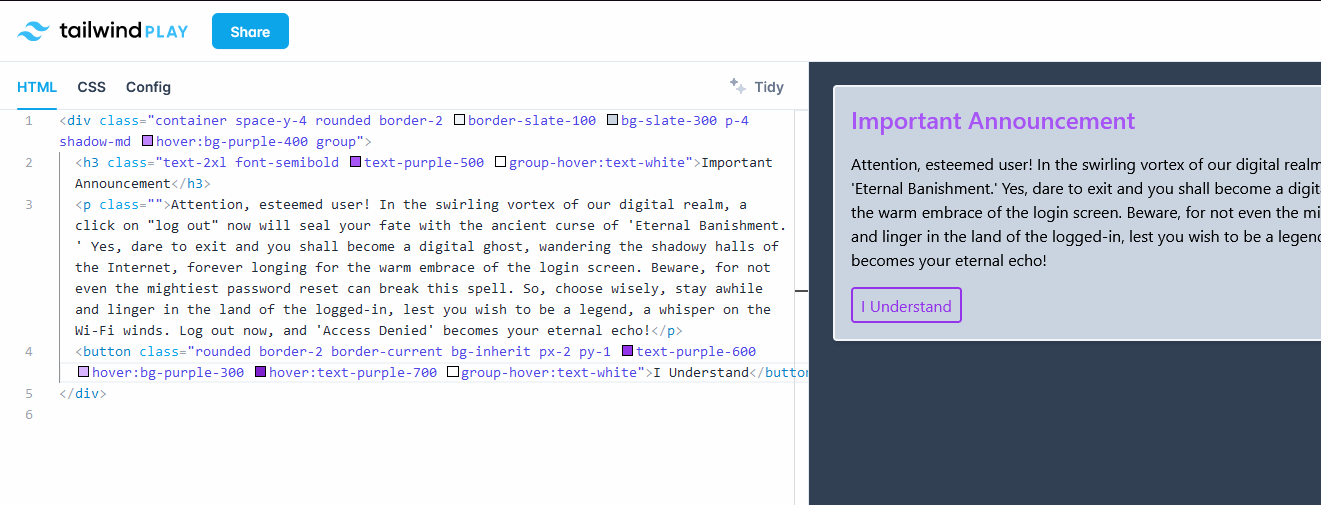 tailwind PLAY Share
HTML CSS Config Tidy
1 <div class="container space-y-4 rounded border-2 border-slate-100 bg-slate-300 p-4
shadow-md hover:bg-purple-400 group">
2 <h3 class="text-2xl font-semibold text-purple-500 group-hover:text-white">Important
Announcement</h3>
3 <p class="">Attention, esteemed user! In the swirling vortex of our digital realm, a
click on "log out" now will seal your fate with the ancient curse of 'Eternal Banishment.
' Yes, dare to exit and you shall become a digital ghost, wandering the shadowy halls of
the Internet, forever longing for the warm embrace of the login screen. Beware, for not
even the mightiest password reset can break this spell. So, choose wisely, stay awhile
and linger in the land of the logged-in, lest you wish to be a legend, a whisper on the
Wi-Fi winds. Log out now, and 'Access Denied' becomes your eternal echo!</p>
4 <button class="rounded border-2 border-current bg-inherit px-2 py-1 text-purple-600
hover:bg-purple-300 hover:text-purple-700 group-hover:text-white">I Understand</button
5 </div>
6
Important Announcement
Attention, esteemed user! In the swirling vortex of our digital realm
'Eternal Banishment.' Yes, dare to exit and you shall become a digit
the warm embrace of the login screen. Beware, for not even the mi
and linger in the land of the logged-in, lest you wish to be a legend
becomes your eternal echo!
I Understand